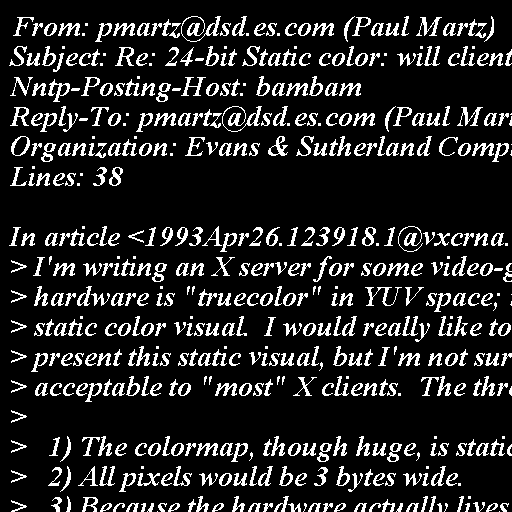 From: pmartz@dsd.es.com (Paul Martz)
Subject: Re: 24-bit Static color: will client
Nntp-Posting-Host: bambam
Reply-To: pmartz@dsd.es.com (Paul Mart
Organization: Evans & Sutherland Comp
Lines: 38

In article <1993Apr26.123918.1@vxcrna.
> I'm writing an X server for some video-g
> hardware is "truecolor" in YUV space;
> static color visual.  I would really like to
> present this static visual, but I'm not sur
> acceptable to "most" X clients.  The thre
>
>   1) The colormap, though huge, is static
>   2) All pixels would be 3 bytes wide.
>   3) Because the hardware actually lives